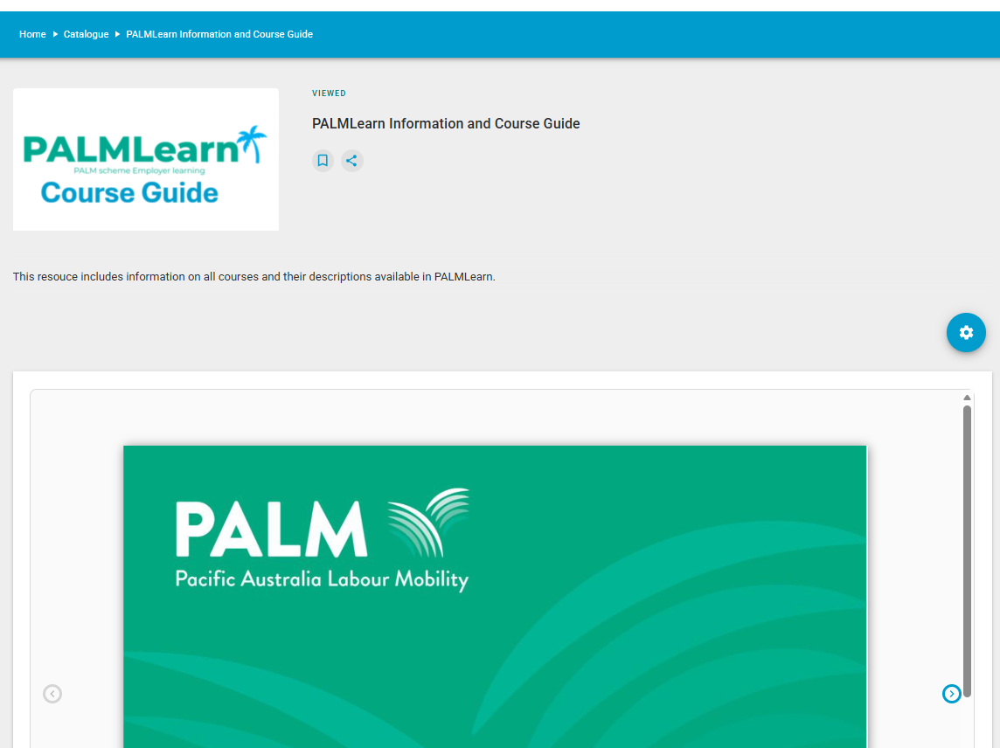 Home ▸ Catalogue ▸ PALMLearn Information and Course Guide
VIEWED
PALMLearn Information and Course Guide
PALMLearn
PALM scheme Employer learning
Course Guide
This resouce includes information on all courses and their descriptions available in PALMLearn.
PALM
Pacific Australia Labour Mobility